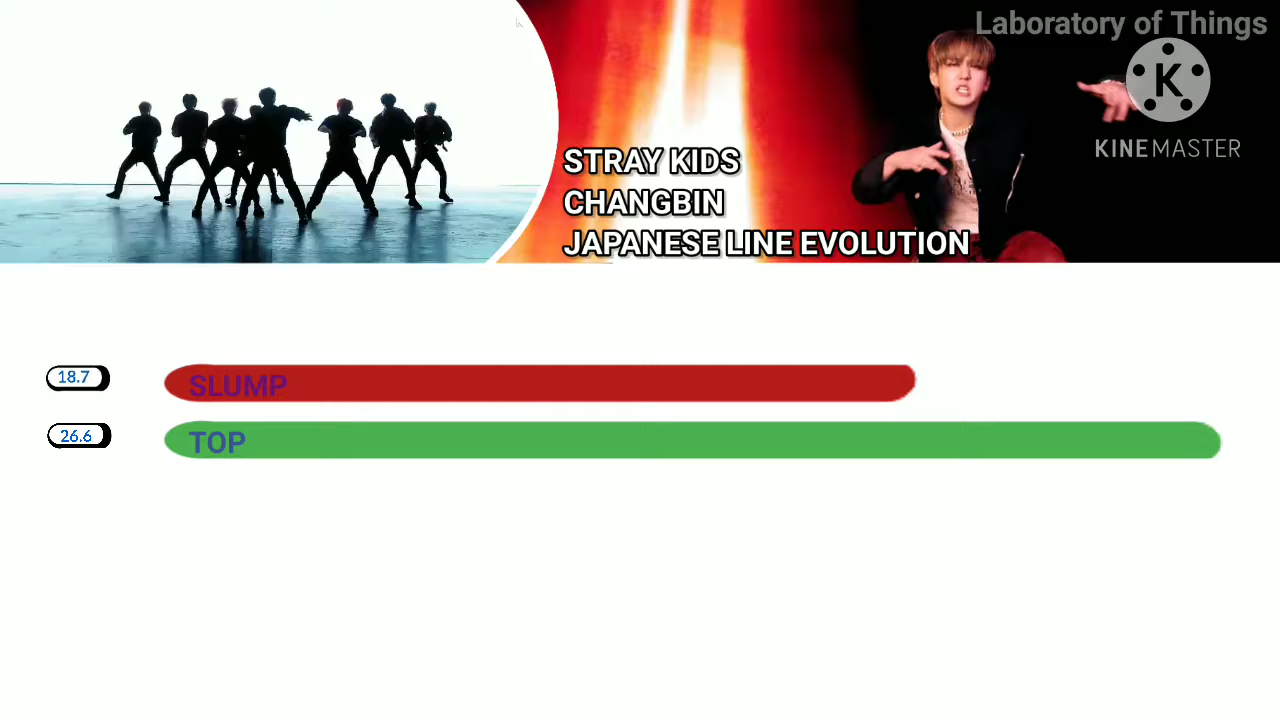 Laboratory of Things
K
KINEMASTER
STRAY KIDS
CHANGBIN
JAPANESE LINE EVOLUTION
18.7
SLUMP
26.6
TOP